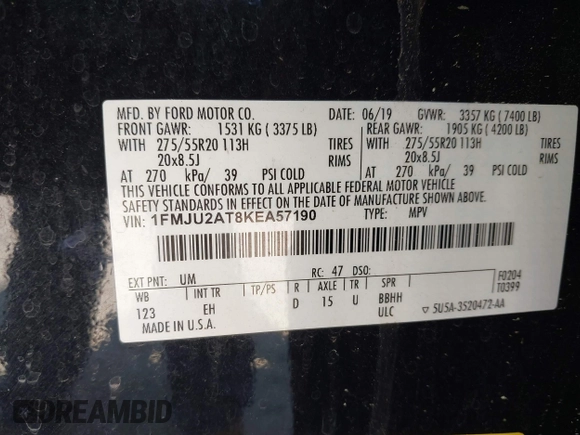 MFD. BY FORD MOTOR CO.
DATE: 06/19 GVWR: 3357 KG ( 7400 LB)
FRONT GAWR: 1531 KG ( 3375 LB) REAR GAWR: 1905 KG ( 4200 LB)
WITH 275/55R20 113H TIRES WITH 275/55R20 113H TIRES
20x8.5J RIMS 20x8.5J RIMS
AT 270 kPa/ 39 PSI COLD AT 270 kPa/ 39 PSI COLD
THIS VEHICLE CONFORMS TO ALL APPLICABLE FEDERAL MOTOR VEHICLE
SAFETY STANDARDS IN EFFECT ON THE DATE OF MANUFACTURE SHOWN ABOVE.
VIN: 1FMJU2AT8KEA57190 TYPE: MPV
EXT PNT: UM RC: 47 DSO: F0204
WB INT TR TP/PS R AXLE TR SPR T0399
123 EH D 15 U BBHH
MADE IN U.S.A. ULC 5U5A-3520472-AA
DREAMBID